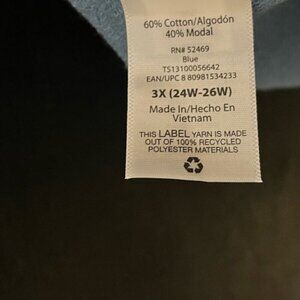 60% Cotton/Algodón
40% Modal
RN# 52469
Blue
TS13100056642
EAN/UPC 8 80981534233
3X (24W-26W)
Made In/Hecho En
Vietnam
THIS LABEL YARN IS MADE
OUT OF 100% RECYCLED
POLYESTER MATERIALS